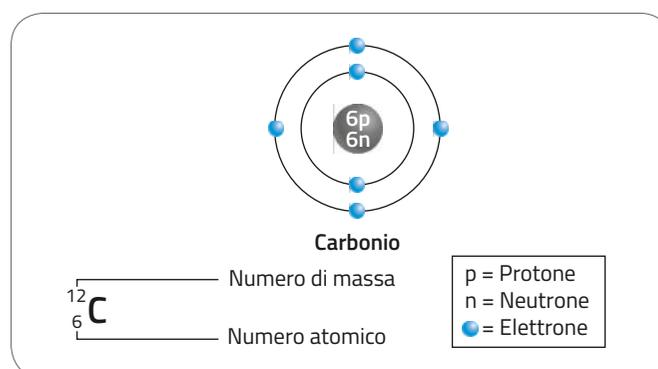 6p
6n
Carbonio
12
6 C
Numero di massa
Numero atomico
p = Protone
n = Neutrone
= Elettrone